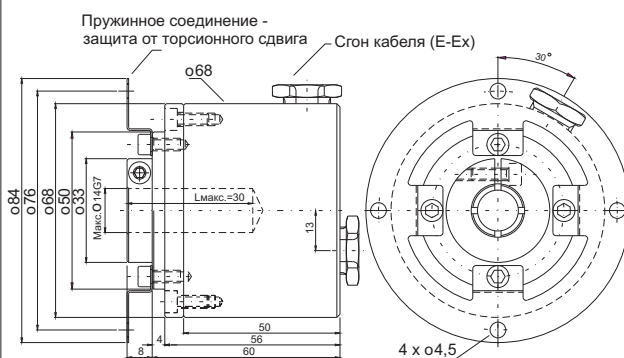 Пружинное соединение -
защита от торсионного сдвига
Сгон кабеля (E-Ex)
o68
30°
o84
o76
o68
o50
o33
Макс.O14G7
Lмакс.=30
13
50
4
56
8
60
4 x o4,5